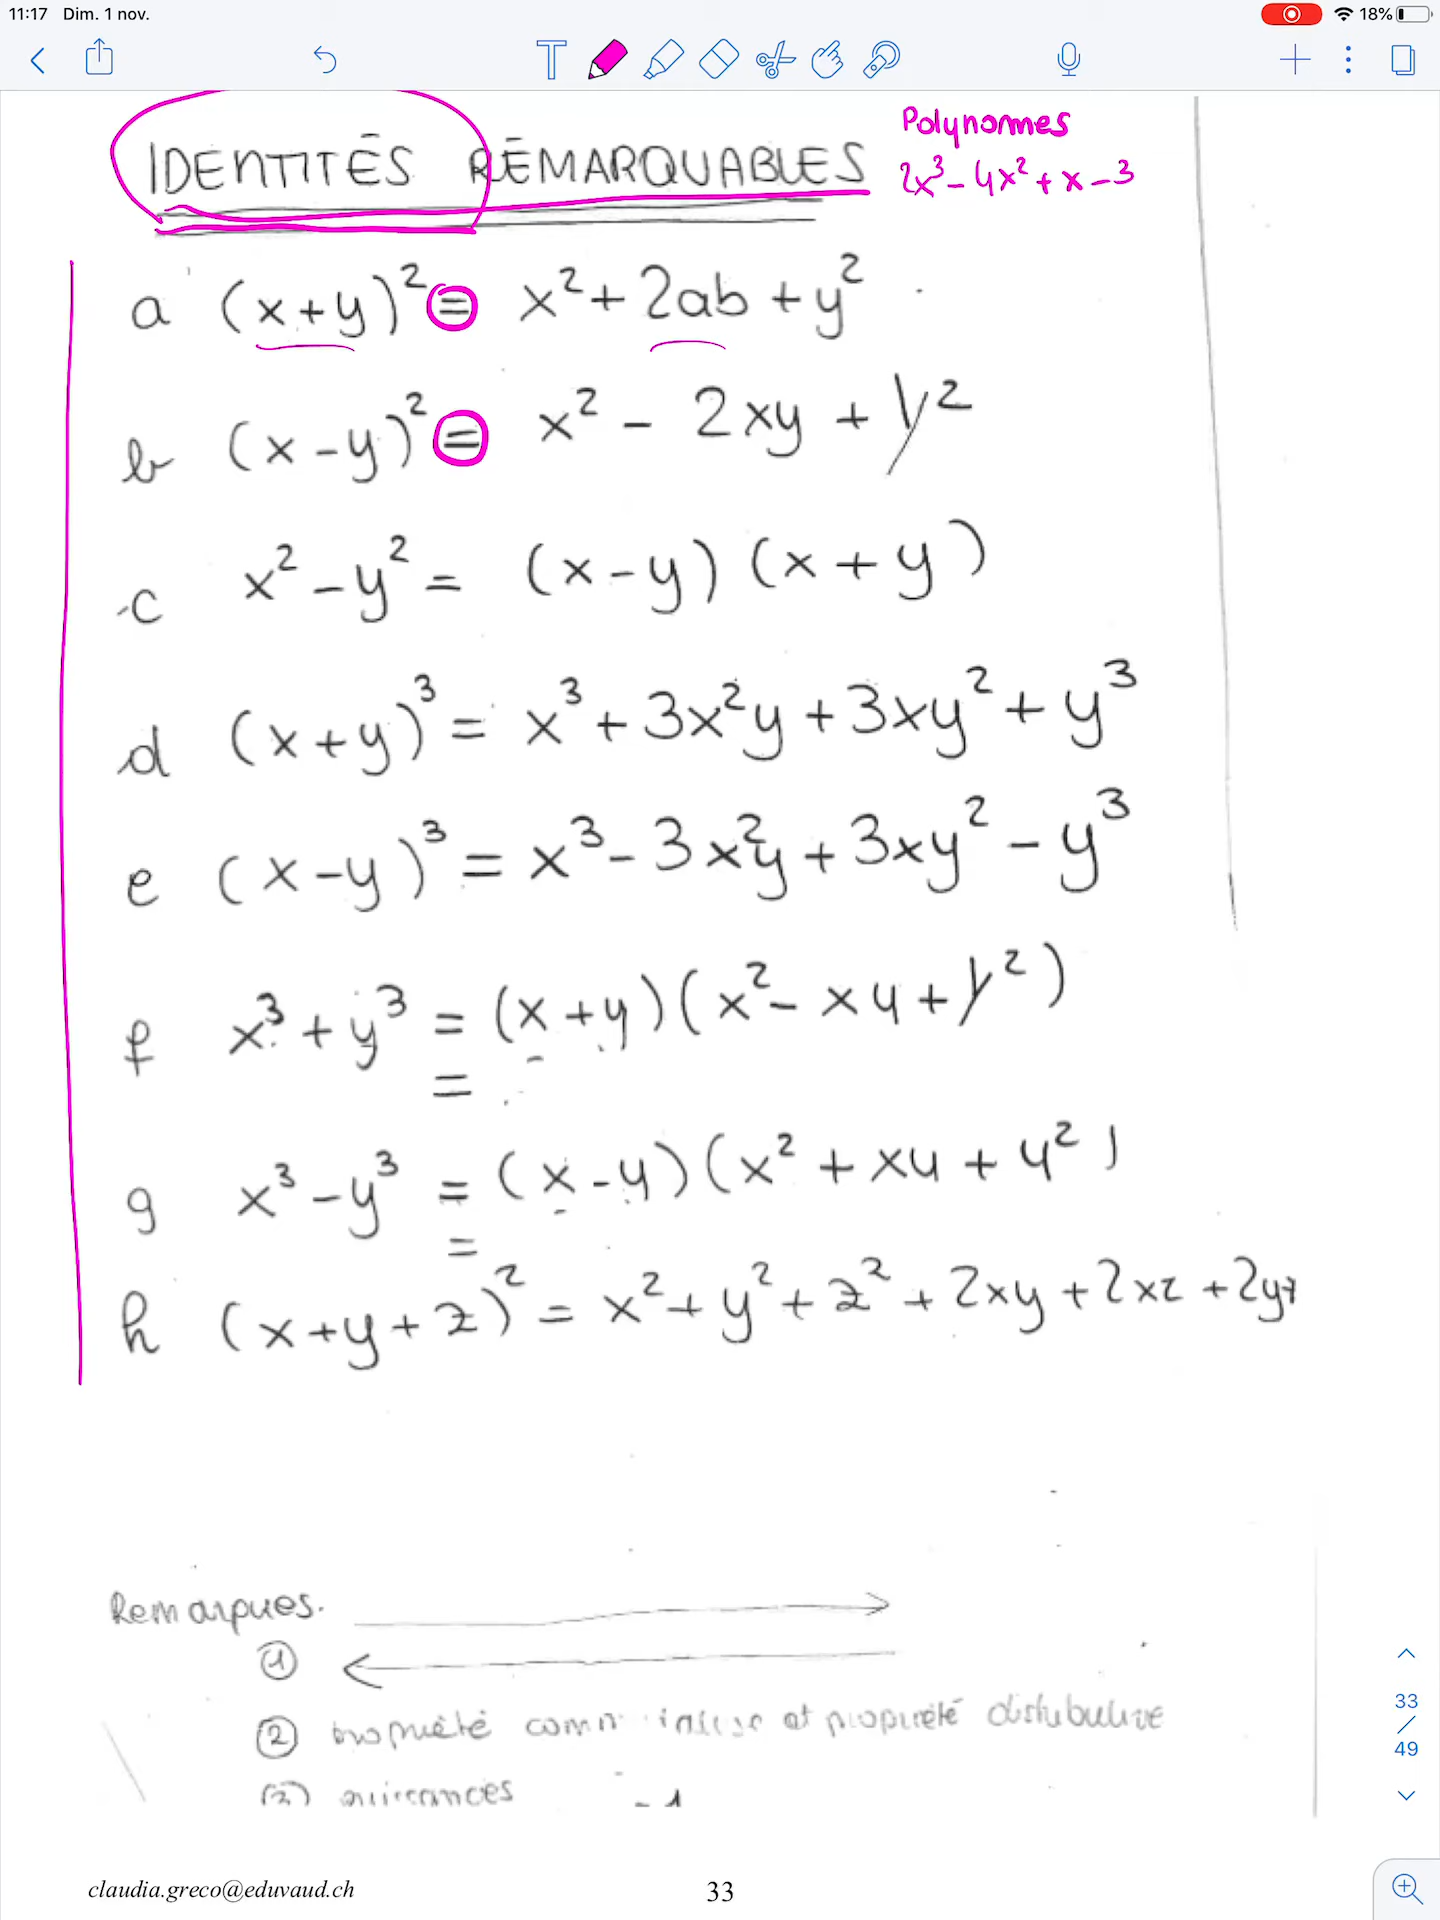 11:17 Dim. 1 nov. 18%
Polynomes
IDENTITÉS REMARQUABLES
2x³ - 4x² + x - 3
a (x+y)² = x² + 2ab + y²
b (x-y)² = x² - 2xy + y²
c x² - y² = (x-y)(x+y)
d (x+y)³ = x³ + 3x²y + 3xy² + y³
e (x-y)³ = x³ - 3x²y + 3xy² - y³
f x³ + y³ = (x+y)(x² - xy + y²)
=
g x³ - y³ = (x-y)(x² + xy + y²)
=
h (x+y+z)² = x² + y² + z² + 2xy + 2xz + 2yz
Remarques.
①
② propriété et propriété distributive
③ puissances
33
/
49
claudia.greco@eduvaud.ch 33